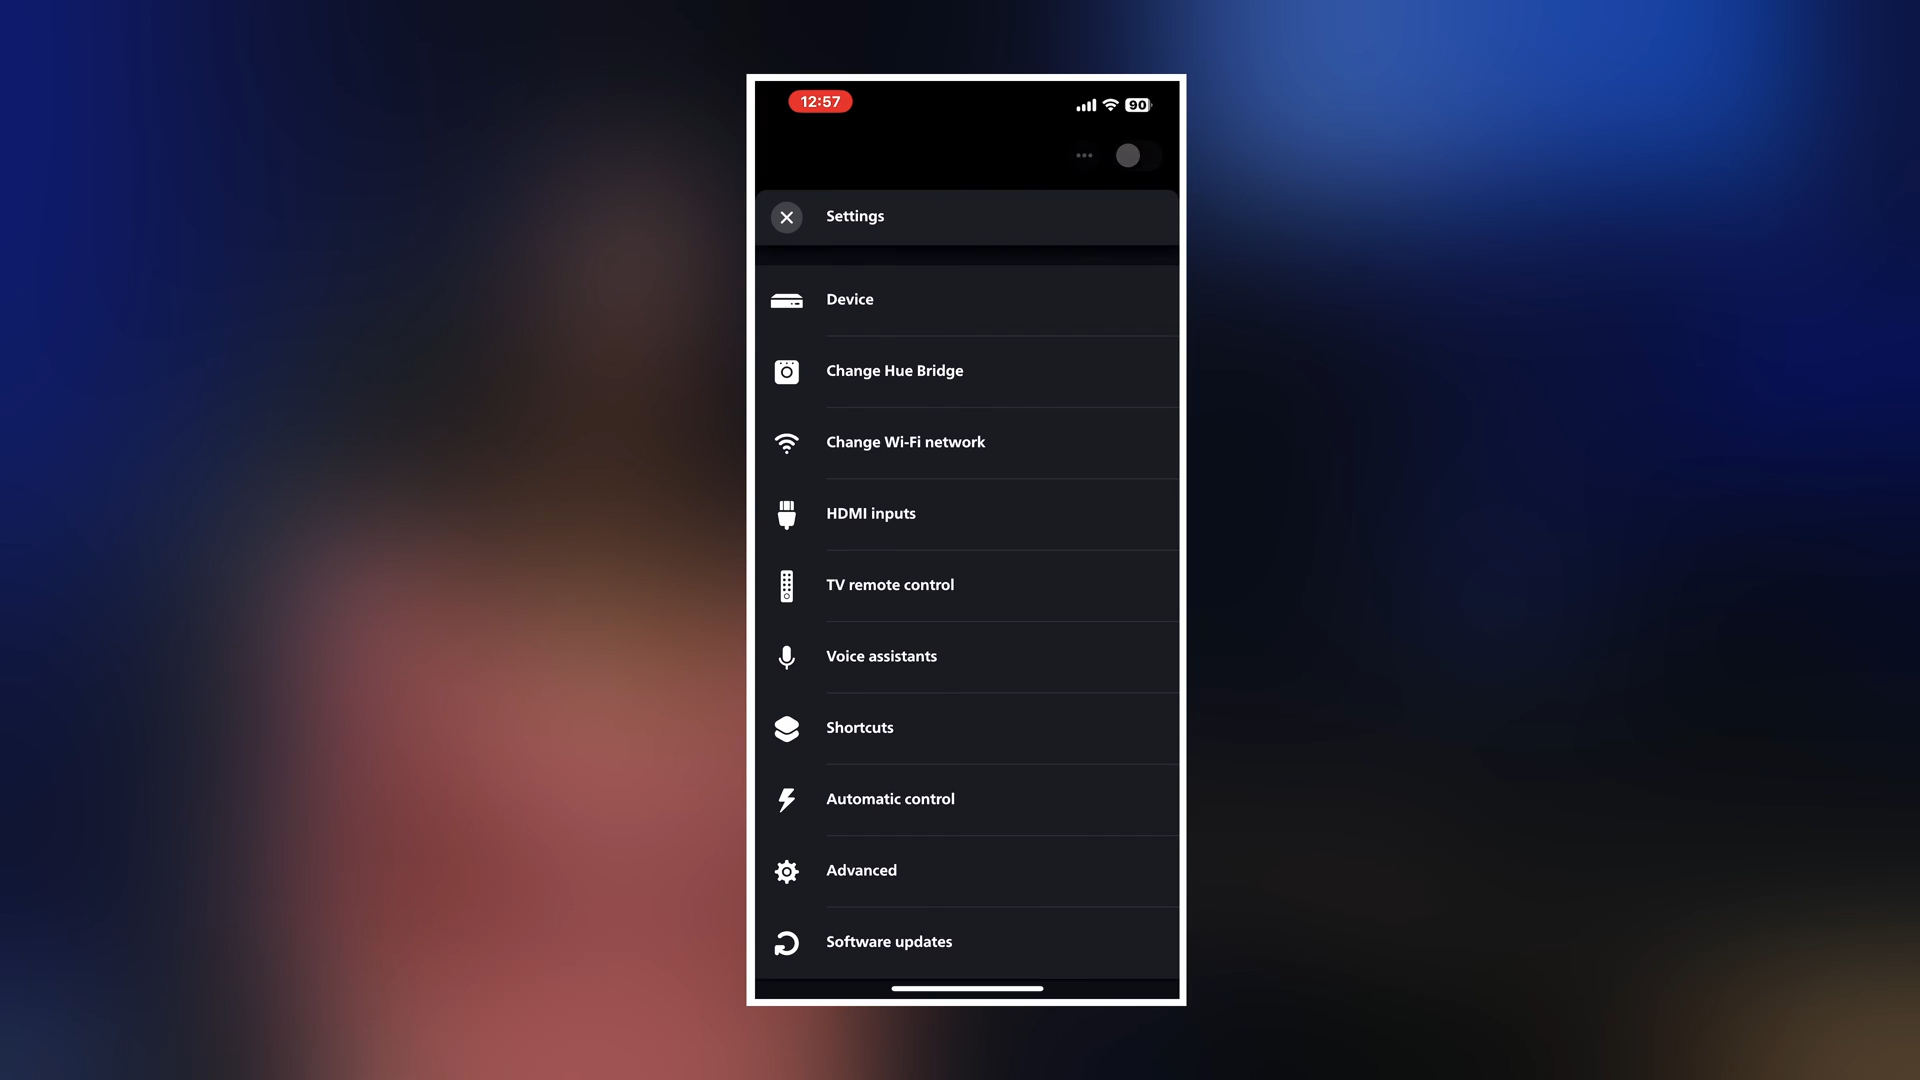 12:57
90
Settings
Device
Change Hue Bridge
Change Wi-Fi network
HDMI inputs
TV remote control
Voice assistants
Shortcuts
Automatic control
Advanced
Software updates